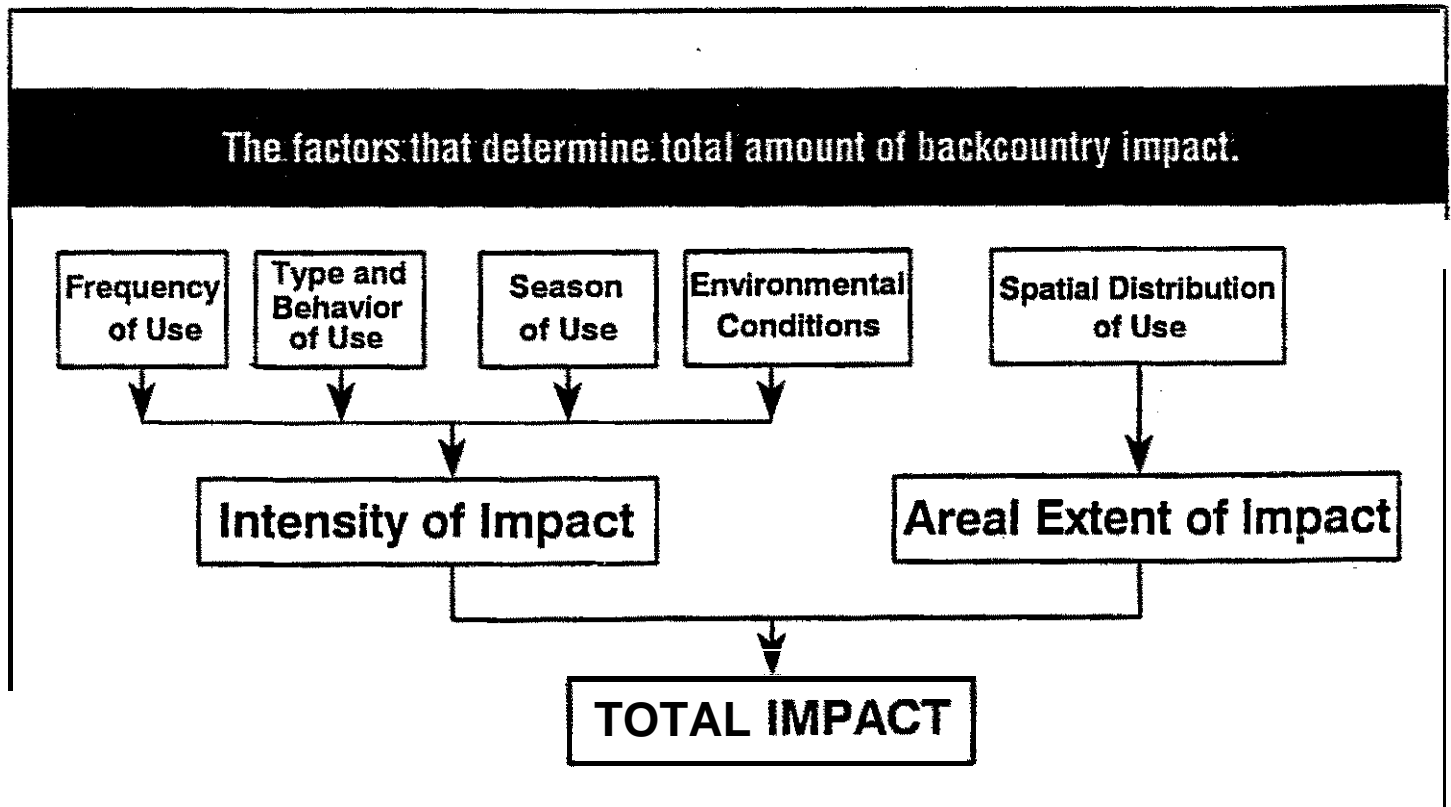 The factors that determine total amount of backcountry impact.
Frequency
of Use
Type and
Behavior
of Use
Season
of Use
Environmental
Conditions
Spatial Distribution
of Use
Intensity of Impact
Areal Extent of Impact
TOTAL IMPACT